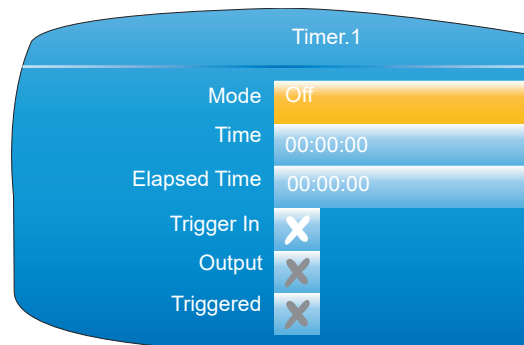 Timer.1
Mode Off
Time 00:00:00
Elapsed Time 00:00:00
Trigger In
Output
Triggered